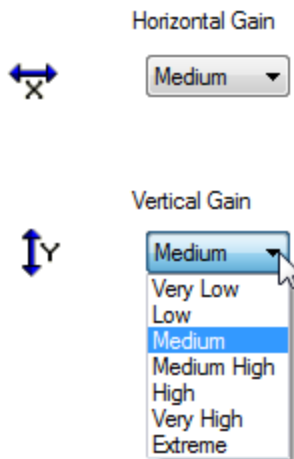 Horizontal Gain
X
Medium
Vertical Gain
Y
Medium
Very Low
Low
Medium
Medium High
High
Very High
Extreme